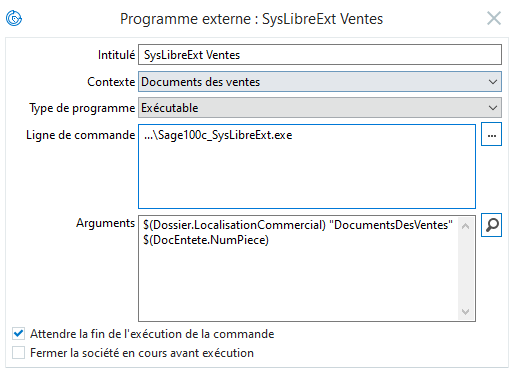 Programme externe : SysLibreExt Ventes
Intitulé SysLibreExt Ventes
Contexte Documents des ventes
Type de programme Exécutable
Ligne de commande ...\Sage100c_SysLibreExt.exe ...
Arguments $(Dossier.LocalisationCommercial) "DocumentsDesVentes"
$(DocEntete.NumPiece)
Attendre la fin de l'exécution de la commande
Fermer la société en cours avant exécution